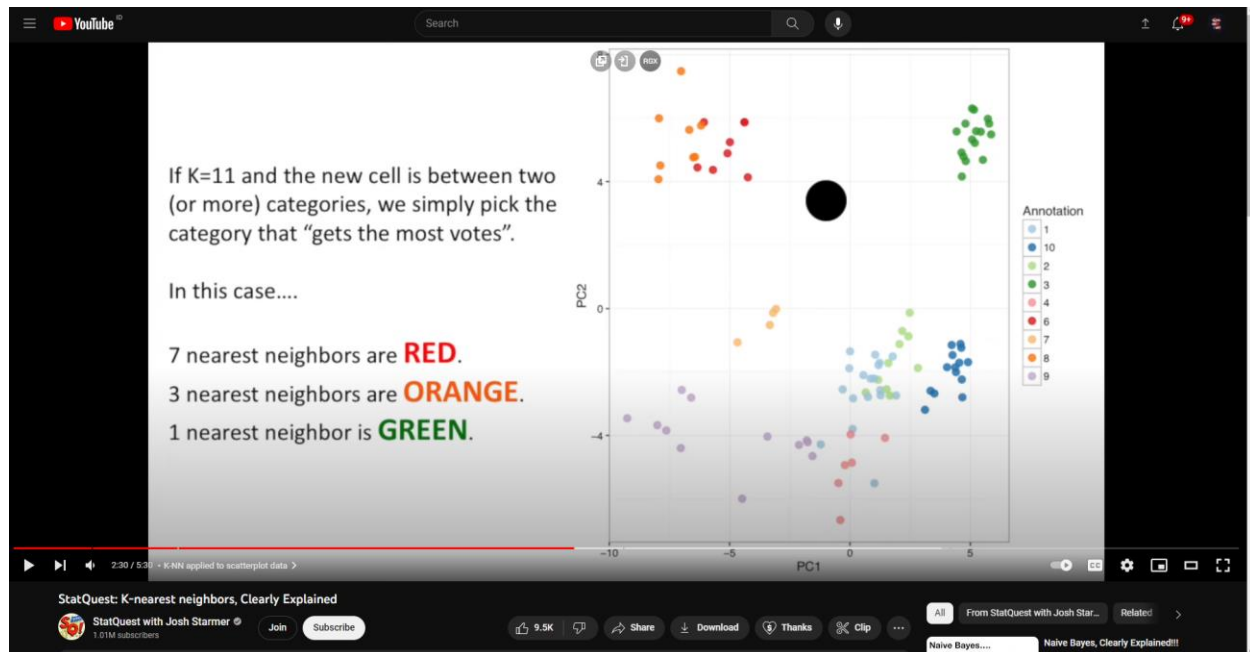 YouTube ID
Search
9+
RGX
If K=11 and the new cell is between two
(or more) categories, we simply pick the
category that “gets the most votes”.
In this case....
7 nearest neighbors are RED.
3 nearest neighbors are ORANGE.
1 nearest neighbor is GREEN.
PC2
4
0
−4
−10
−5
0
5
PC1
Annotation
1
10
2
3
4
6
7
8
9
2:30 / 5:30 • K-NN applied to scatterplot data >
CC
StatQuest: K-nearest neighbors, Clearly Explained
StatQuest with Josh Starmer
1.01M subscribers
Join
Subscribe
9.5K
Share
Download
Thanks
Clip
...
All
From StatQuest with Josh Star...
Related
Naive Bayes....
Naive Bayes, Clearly Explained!!!